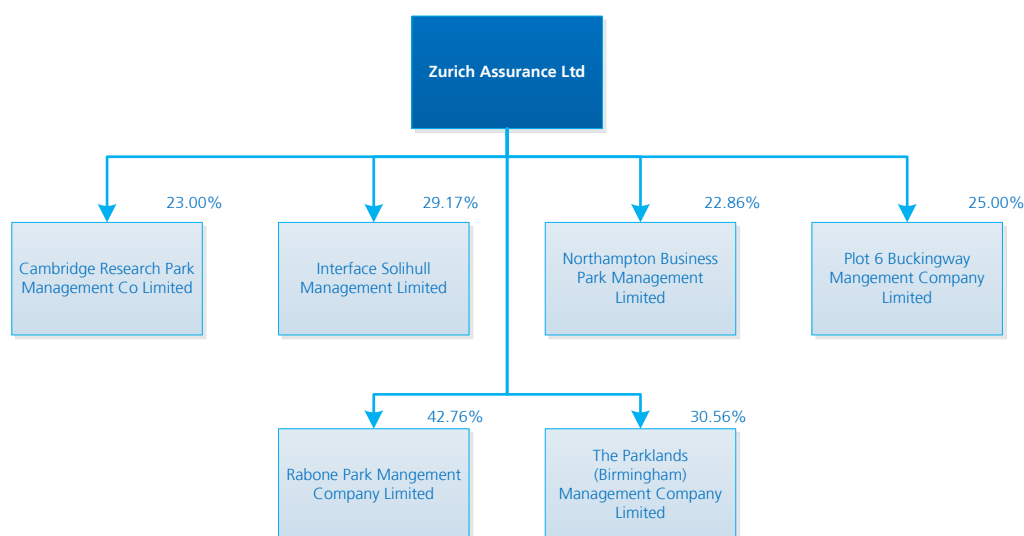 Zurich Assurance Ltd
23.00%
29.17%
22.86%
25.00%
Cambridge Research Park
Management Co Limited
Interface Solihull
Management Limited
Northampton Business
Park Management
Limited
Plot 6 Buckingway
Mangement Company
Limited
42.76%
30.56%
Rabone Park Mangement
Company Limited
The Parklands
(Birmingham)
Management Company
Limited